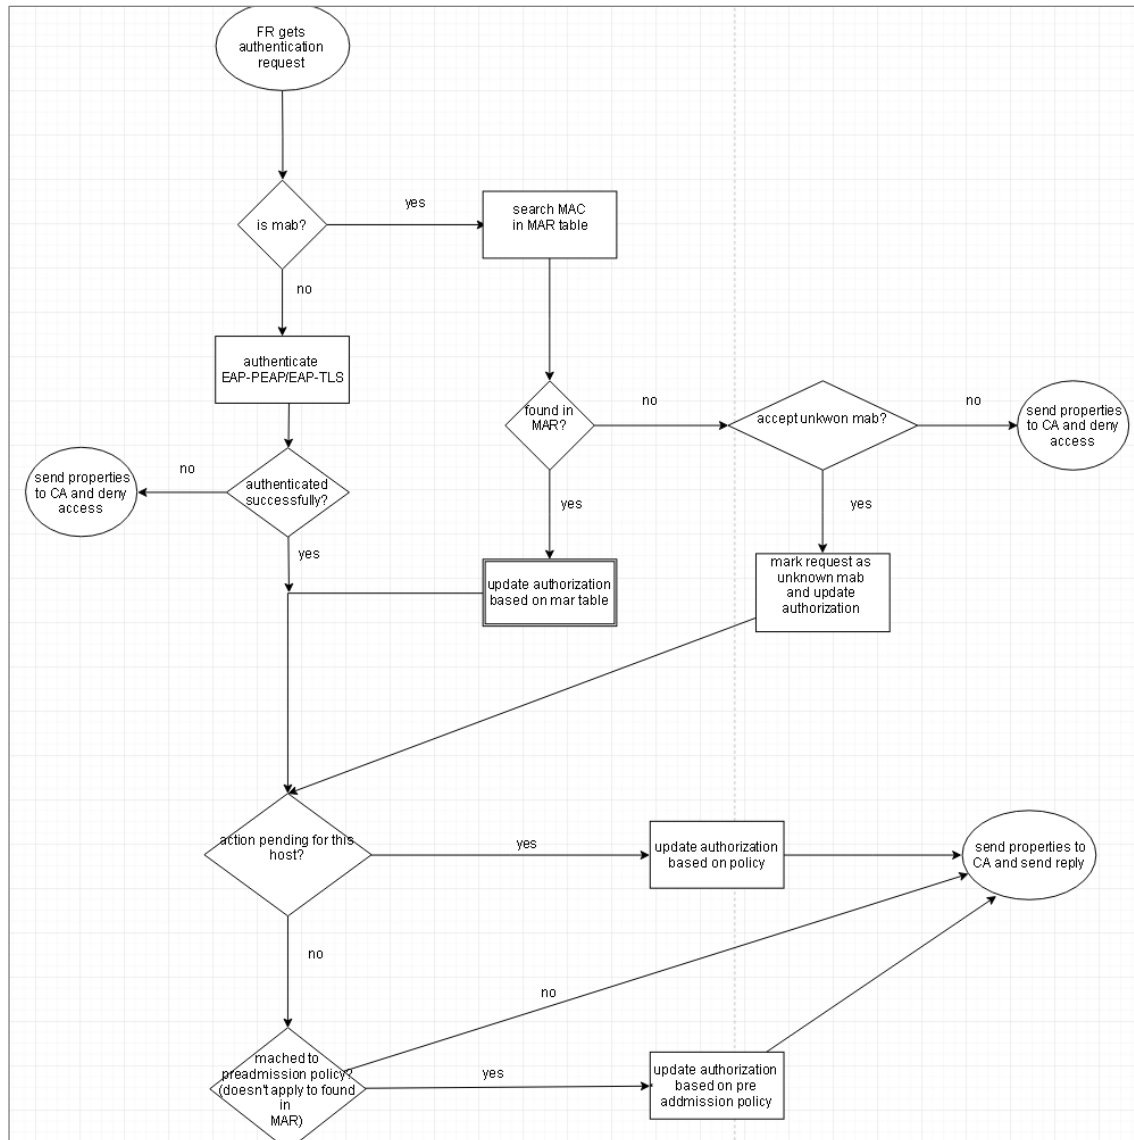 FR gets
authentication
request
is mab?
yes
search MAC
in MAR table
no
authenticate
EAP-PEAP/EAP-TLS
found in
MAR?
no
accept unkwon mab?
no
send properties
to CA and deny
access
send properties
to CA and deny
access
no
authenticated
successfully?
yes
yes
yes
update authorization
based on mar table
mark request as
unknown mab
and update
authorization
action pending for this
host?
yes
update authorization
based on policy
send properties to
CA and send reply
no
no
mached to
preadmission policy?
(doesn't apply to found
in
MAR)
yes
update authorization
based on pre
addmission policy